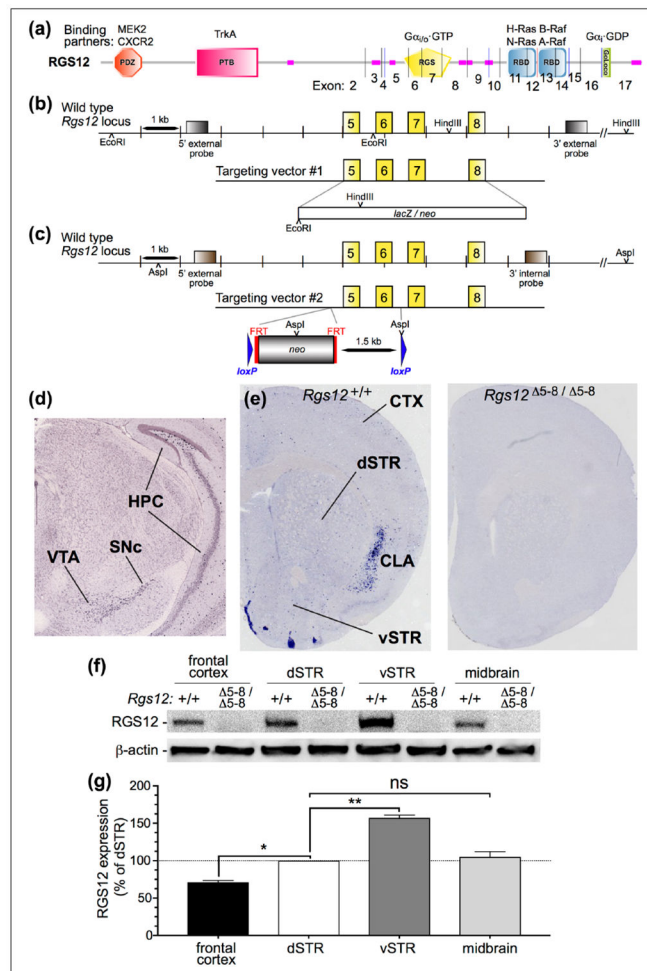 (a) Binding partners: MEK2 CXCR2 TrkA Gαi/o·GTP H-Ras N-Ras B-Raf A-Raf Gαi·GDP
RGS12 PDZ PTB RGS RBD RBD GoLoco
Exon: 2 3 4 5 6 7 8 9 10 11 12 13 14 15 16 17
(b) Wild type Rgs12 locus
1 kb
EcoRI
5' external probe
5 6 7 8
EcoRI
HindIII
3' external probe
HindIII
Targeting vector #1
5 6 7 8
HindIII
lacZ / neo
EcoRI
(c) Wild type Rgs12 locus
1 kb
AspI
5' external probe
5 6 7 8
3' internal probe
AspI
Targeting vector #2
5 6 7 8
FRT AspI FRT AspI
neo
1.5 kb
loxP loxP
(d)
HPC
SNc
VTA
(e) Rgs12 +/+
CTX
dSTR
CLA
vSTR
Rgs12 Δ5-8 / Δ5-8
(f)
frontal cortex dSTR vSTR midbrain
Rgs12: +/+ Δ5-8 / Δ5-8 +/+ Δ5-8 / Δ5-8 +/+ Δ5-8 / Δ5-8 +/+ Δ5-8 / Δ5-8
RGS12 -
β-actin -
(g)
RGS12 expression (% of dSTR)
200
150
100
50
0
ns
**
*
frontal cortex dSTR vSTR midbrain